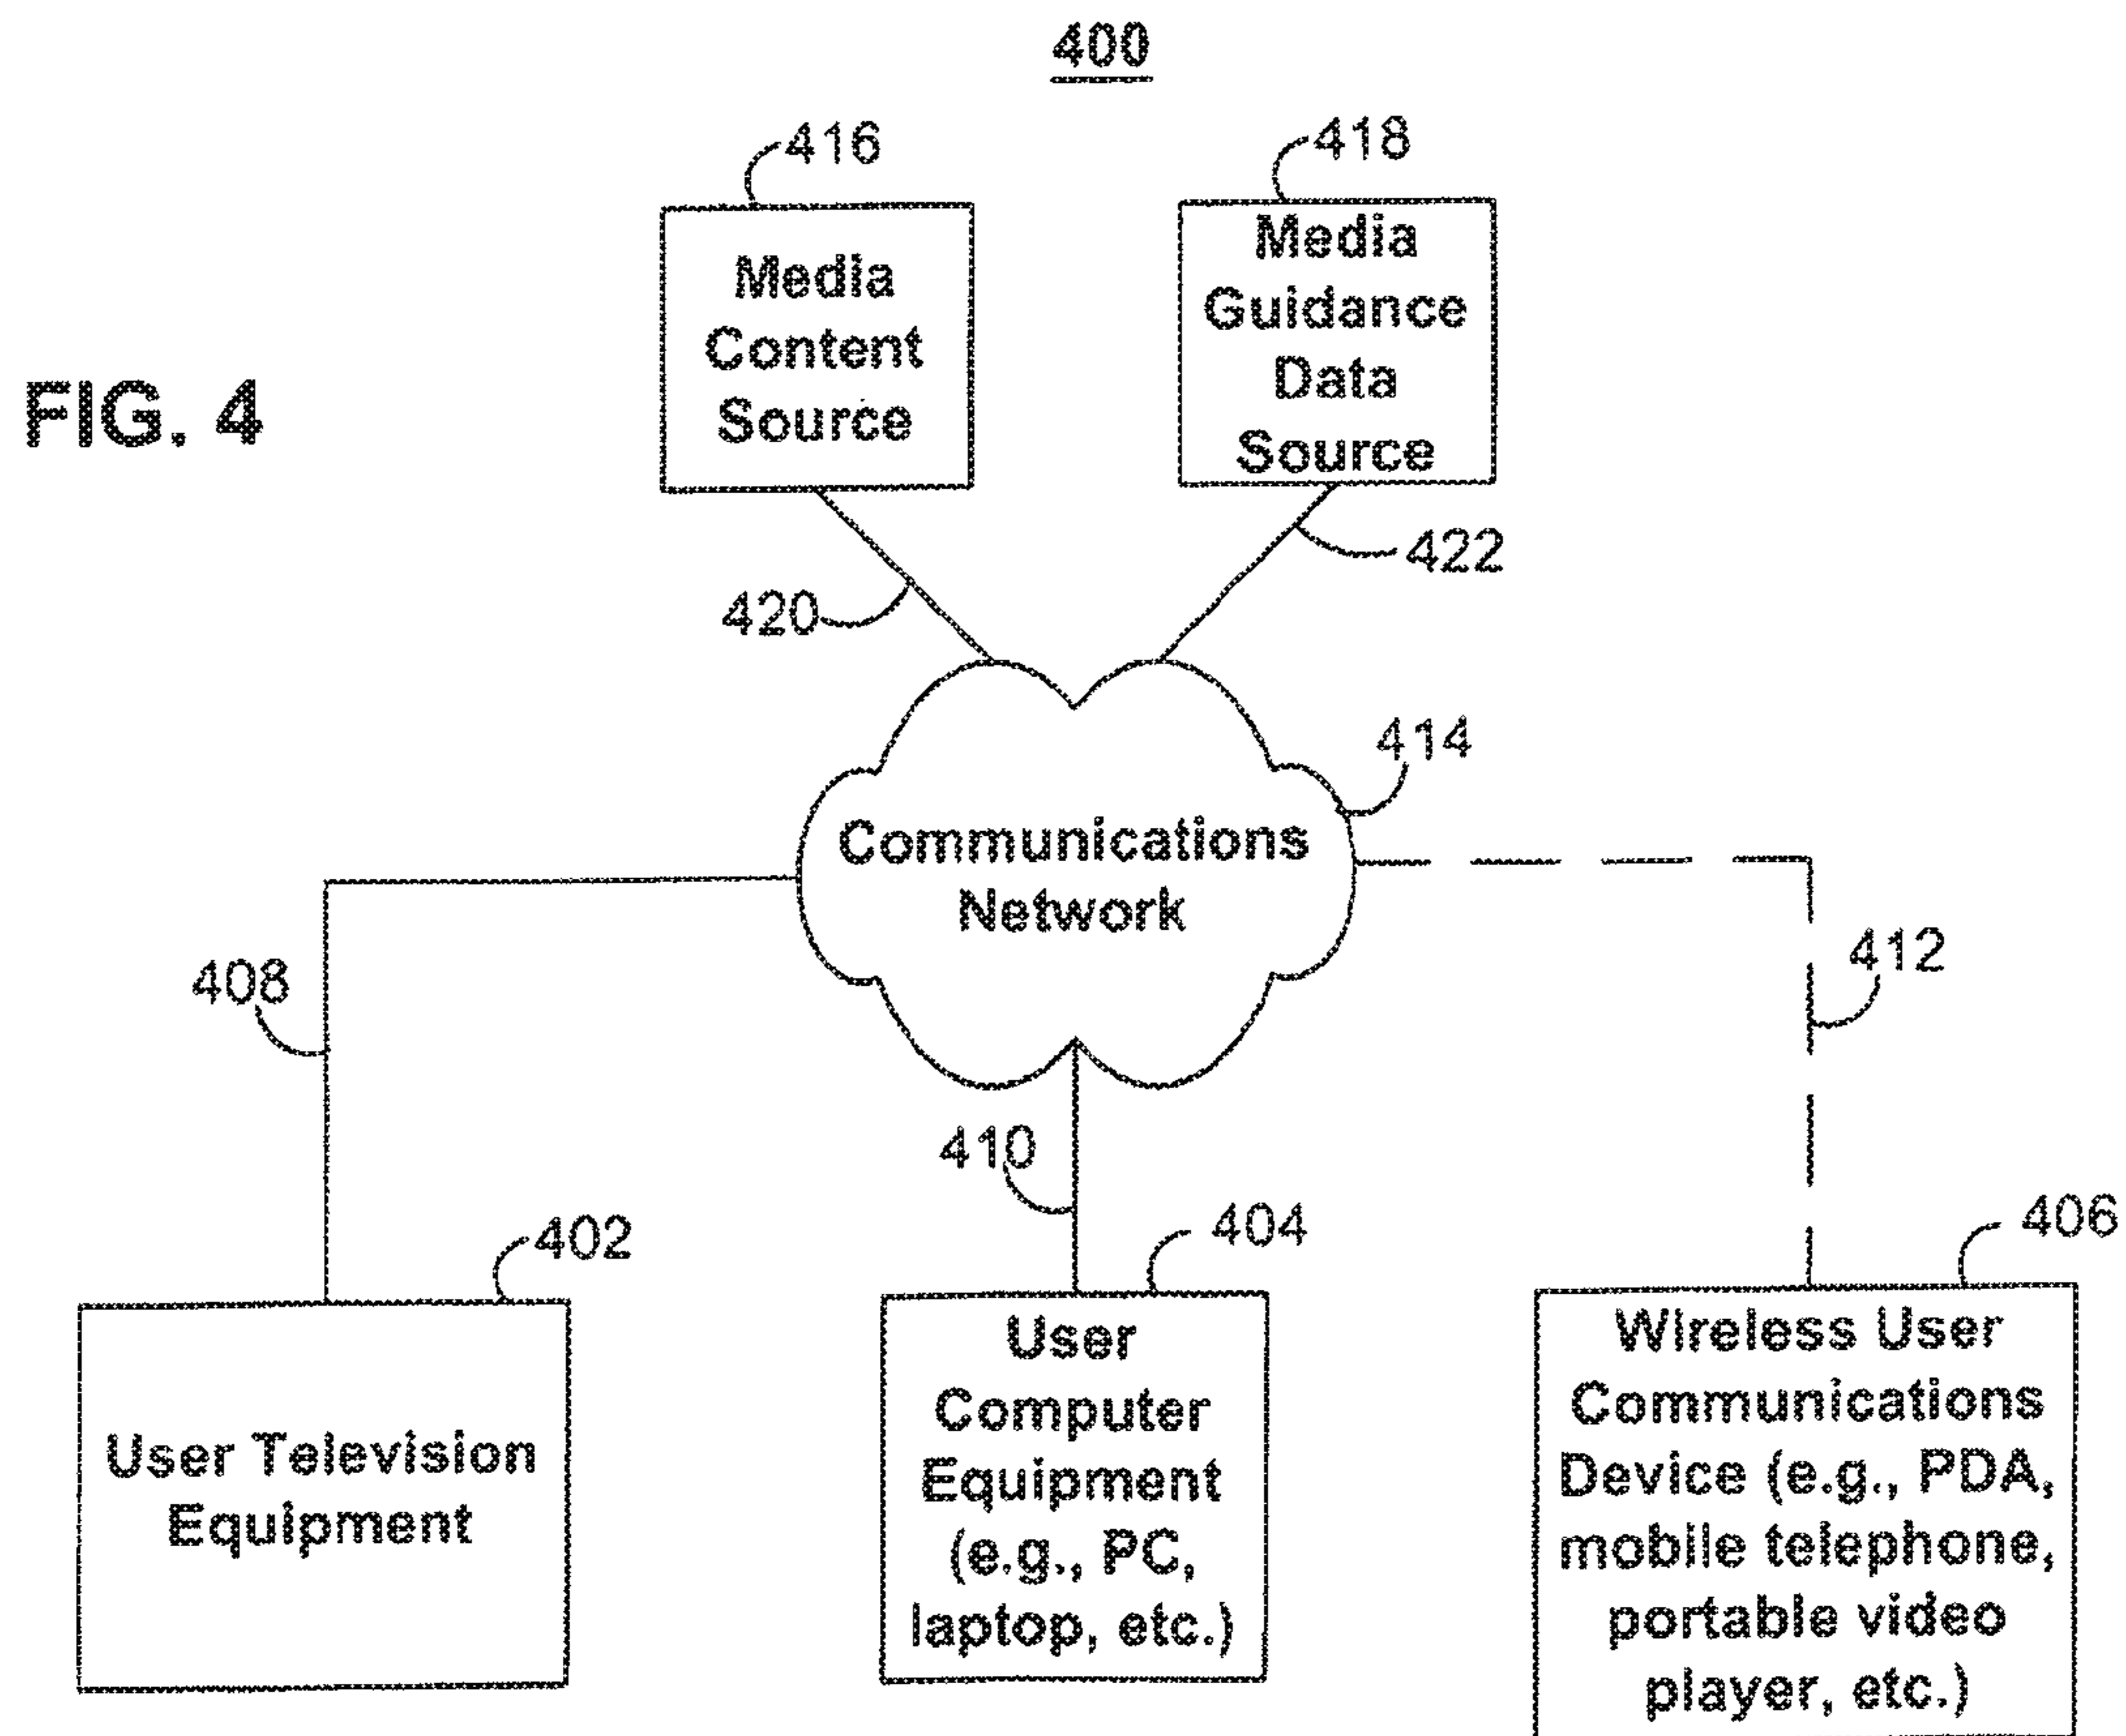 400
416
418
Media
Content
Source
Media
Guidance
Data
Source
FIG. 4
420
422
414
Communications
Network
408
412
410
402
404
406
User Television
Equipment
User
Computer
Equipment
(e.g., PC,
laptop, etc.)
Wireless User
Communications
Device (e.g., PDA,
mobile telephone,
portable video
player, etc.)